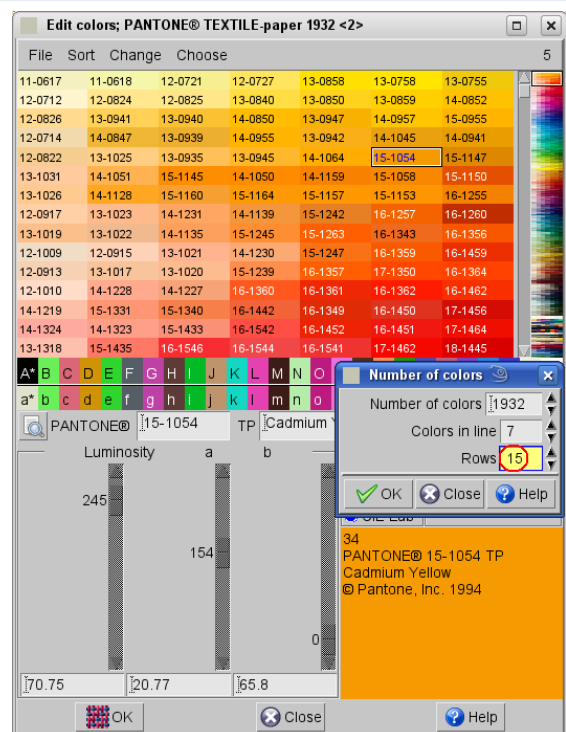 Edit colors; PANTONE® TEXTILE-paper 1932 <2>
File Sort Change Choose 5
11-0617 11-0618 12-0721 12-0727 13-0858 13-0758 13-0755
12-0712 12-0824 12-0825 13-0840 13-0850 13-0859 14-0852
12-0826 13-0941 13-0940 14-0850 13-0947 14-0957 15-0955
12-0714 14-0847 13-0939 14-0955 13-0942 14-1045 14-0941
12-0822 13-1025 13-0935 13-0945 14-1064 15-1054 15-1147
13-1031 14-1051 15-1145 14-1050 14-1159 15-1058 15-1150
13-1026 14-1128 15-1160 15-1164 15-1157 15-1153 16-1255
12-0917 13-1023 14-1231 14-1139 15-1242 16-1257 16-1260
13-1019 13-1022 14-1135 15-1245 15-1263 16-1343 16-1356
12-1009 12-0915 13-1021 14-1230 15-1247 16-1359 16-1459
12-0913 13-1017 13-1020 15-1239 16-1357 17-1350 16-1364
12-1010 14-1228 14-1227 16-1360 16-1361 16-1362 16-1462
14-1219 15-1331 15-1340 16-1442 16-1349 16-1450 17-1456
14-1324 14-1323 15-1433 16-1542 16-1452 16-1451 17-1464
13-1318 15-1435 16-1546 16-1544 16-1541 17-1462 18-1445
A* B C D E F G H I J K L M N O
a* b c d e f g h i j k l m n o
Number of colors
Number of colors 1932
Colors in line 7
Rows 15
OK Close Help
PANTONE® 15-1054 TP Cadmium
Luminosity a b
245
154
0
CIE Lab
34
PANTONE® 15-1054 TP
Cadmium Yellow
© Pantone, Inc. 1994
70.75 20.77 65.8
OK Close Help